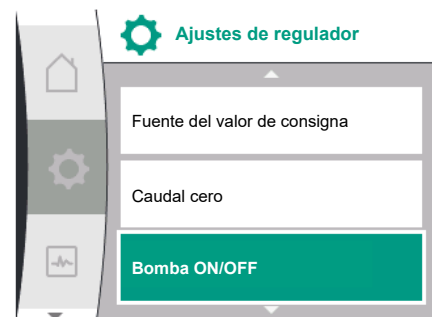 Ajustes de regulador
Fuente del valor de consigna
Caudal cero
Bomba ON/OFF